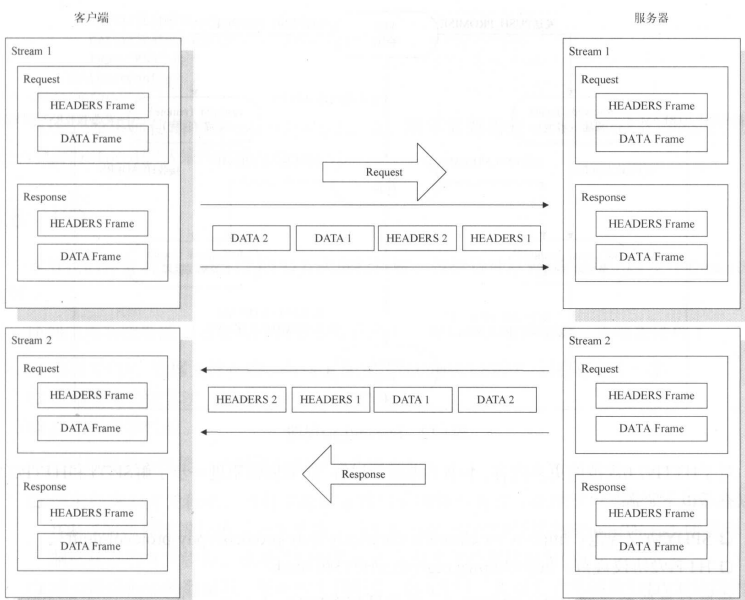 客户端
服务器
Stream 1
Request
HEADERS Frame
DATA Frame
Response
HEADERS Frame
DATA Frame
Stream 2
Request
HEADERS Frame
DATA Frame
Response
HEADERS Frame
DATA Frame
Request
DATA 2 DATA 1 HEADERS 2 HEADERS 1
HEADERS 2 HEADERS 1 DATA 1 DATA 2
Response
Stream 1
Request
HEADERS Frame
DATA Frame
Response
HEADERS Frame
DATA Frame
Stream 2
Request
HEADERS Frame
DATA Frame
Response
HEADERS Frame
DATA Frame